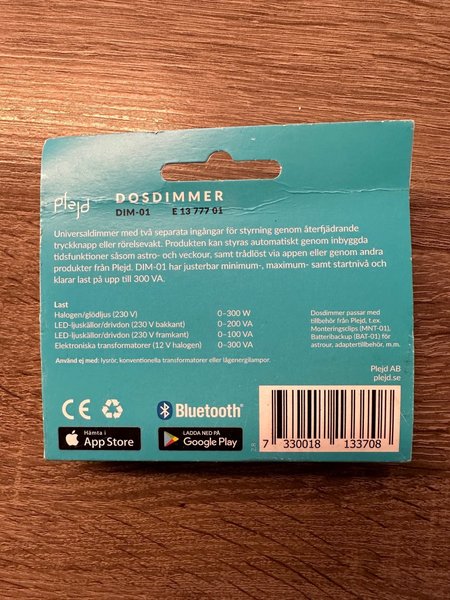 plejd
DOSDIMMER
DIM-01 E 13 777 01
Universaldimmer med två separata ingångar för styrning genom återfjädrande
tryckknapp eller rörelsevakt. Produkten kan styras automatiskt genom inbyggda
tidsfunktioner såsom astro- och veckour, samt trådlöst via appen eller genom andra
produkter från Plejd. DIM-01 har justerbar minimum-, maximum- samt startnivå och
klarar last på upp till 300 VA.
Last
Halogen/glödljus (230 V) 0–300 W
LED-ljuskällor/drivdon (230 V bakkant) 0–200 VA
LED-ljuskällor/drivdon (230 V framkant) 0–100 VA
Elektroniska transformatorer (12 V halogen) 0–300 VA
Använd ej med: lysrör, konventionella transformatorer eller lågenergilampor.
Dosdimmer passar med
tillbehör från Plejd, t.ex.
Monteringsclips (MNT-01),
Batteribackup (BAT-01) för
astrour, adaptertillbehör, m.m.
Plejd AB
plejd.se
CE
Bluetooth®
Hämta i
App Store
LADDA NED PÅ
Google Play
7 330018 133708